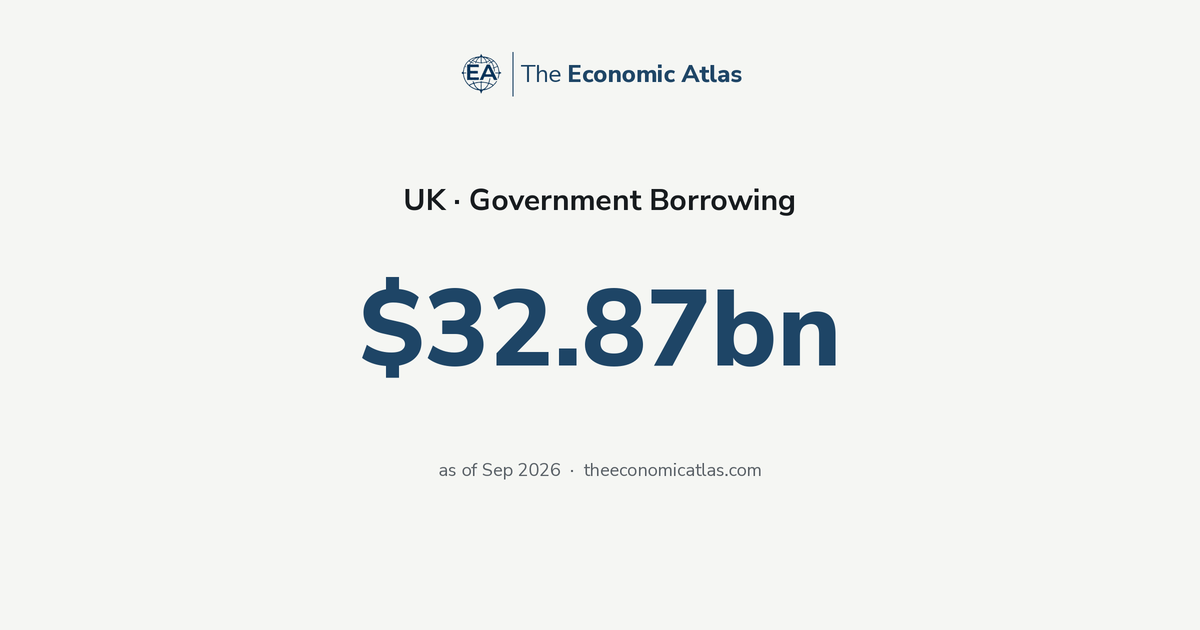 EA The Economic Atlas
UK · Government Borrowing
$32.87bn
as of Sep 2026 · theeconomicatlas.com